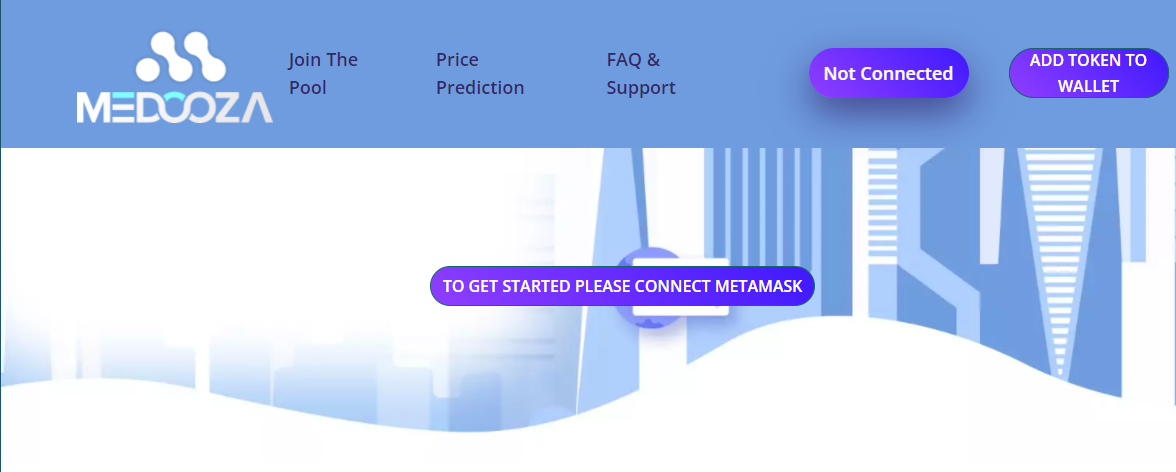 MEDOOZA
Join The
Pool
Price
Prediction
FAQ &
Support
Not Connected
ADD TOKEN TO
WALLET
TO GET STARTED PLEASE CONNECT METAMASK